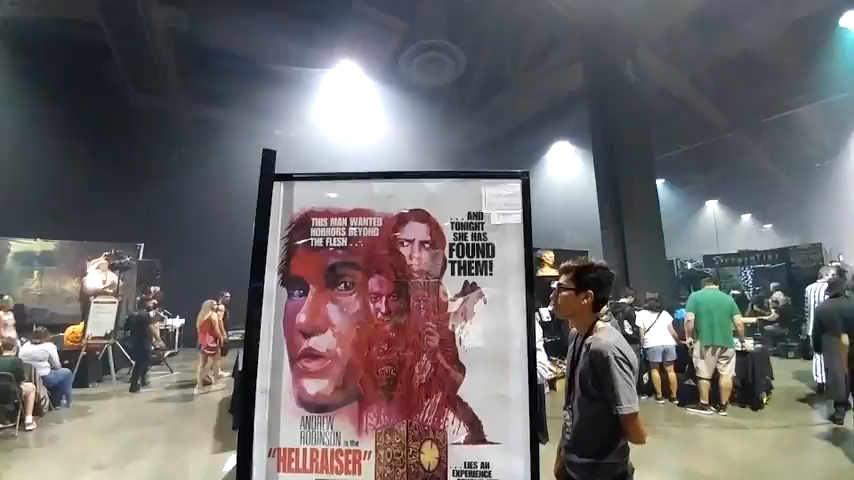 THIS MAN WANTED
HORRORS BEYOND
THE FLESH...
...AND
TONIGHT
SHE HAS
FOUND
THEM!
ANDREW
ROBINSON is the
"HELLRAISER"
...LIES AN
EXPERIENCE